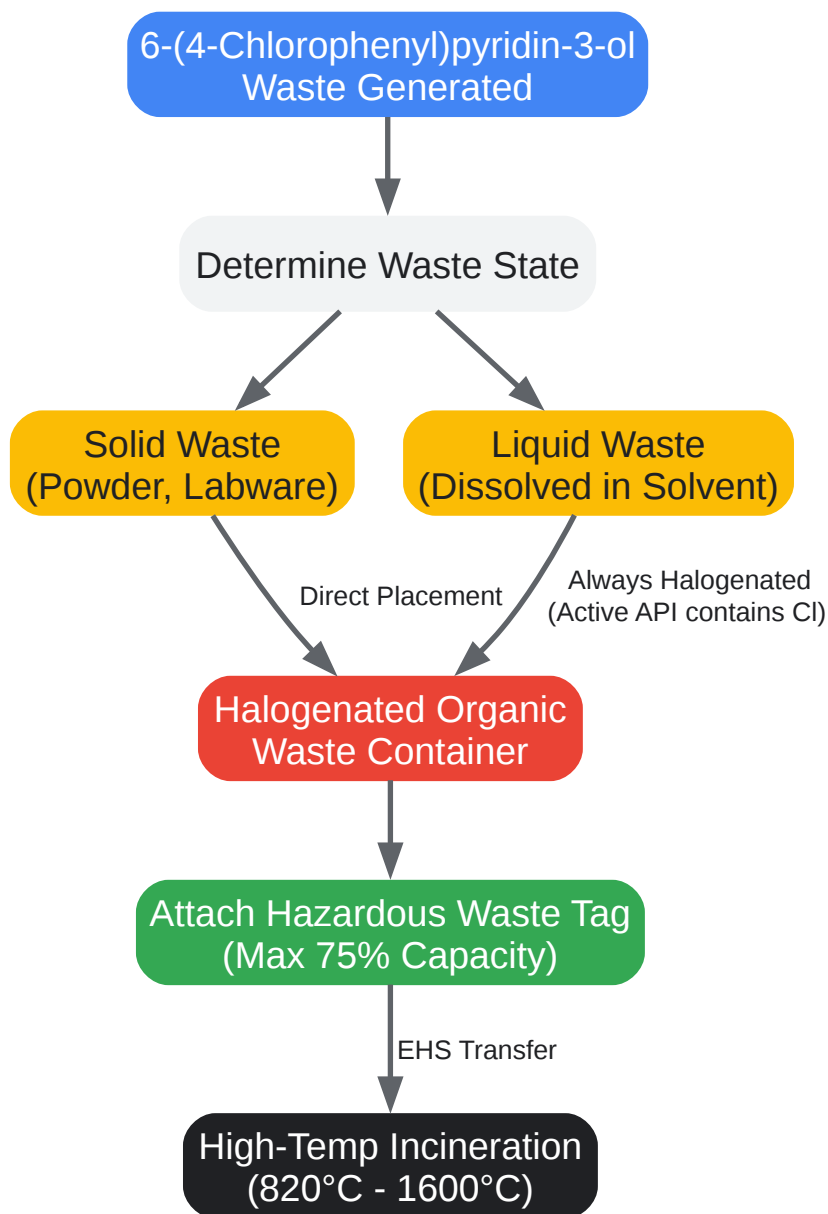 6-(4-Chlorophenyl)pyridin-3-ol
Waste Generated
Determine Waste State
Solid Waste
(Powder, Labware)
Liquid Waste
(Dissolved in Solvent)
Direct Placement
Always Halogenated
(Active API contains Cl)
Halogenated Organic
Waste Container
Attach Hazardous Waste Tag
(Max 75% Capacity)
EHS Transfer
High-Temp Incineration
(820°C - 1600°C)